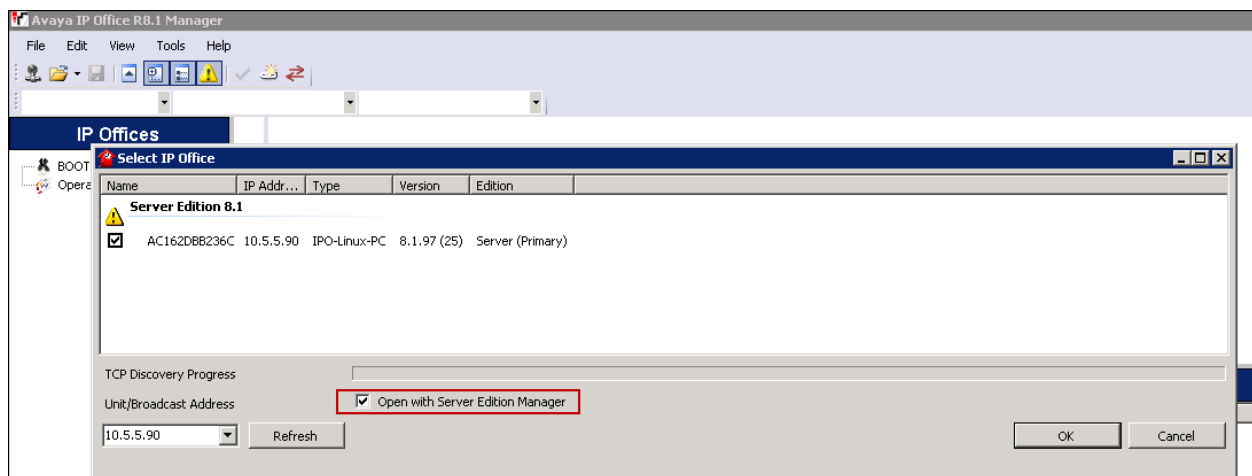 Avaya IP Office R8.1 Manager
File Edit View Tools Help
IP Offices
BOOT
Opera
Select IP Office
Name IP Addr... Type Version Edition
Server Edition 8.1
AC162DBB236C 10.5.5.90 IPO-Linux-PC 8.1.97 (25) Server (Primary)
TCP Discovery Progress
Unit/Broadcast Address
Open with Server Edition Manager
10.5.5.90 Refresh OK Cancel